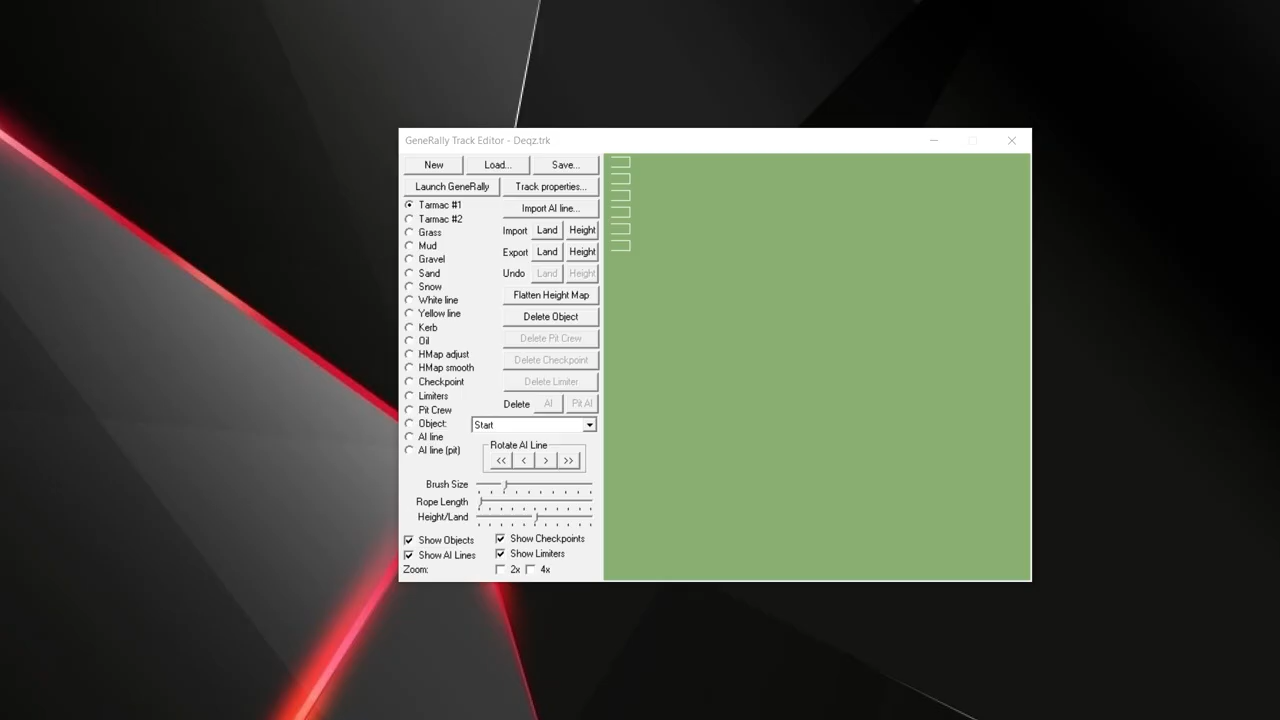 GeneRally Track Editor - Deqz.trk
New Load... Save...
Launch GeneRally Track properties...
Tarmac #1 Import AI line...
Tarmac #2
Grass Import Land Height
Mud
Gravel Export Land Height
Sand Undo Land Height
Snow
White line Flatten Height Map
Yellow line Delete Object
Kerb
Oil Delete Pit Crew
HMap adjust Delete Checkpoint
HMap smooth
Checkpoint Delete Limiter
Limiters
Pit Crew Delete AI Pit AI
Object: Start
AI line
AI line (pit) Rotate AI Line
<< < > >>
Brush Size
Rope Length
Height/Land
Show Objects Show Checkpoints
Show AI Lines Show Limiters
Zoom: 2x 4x